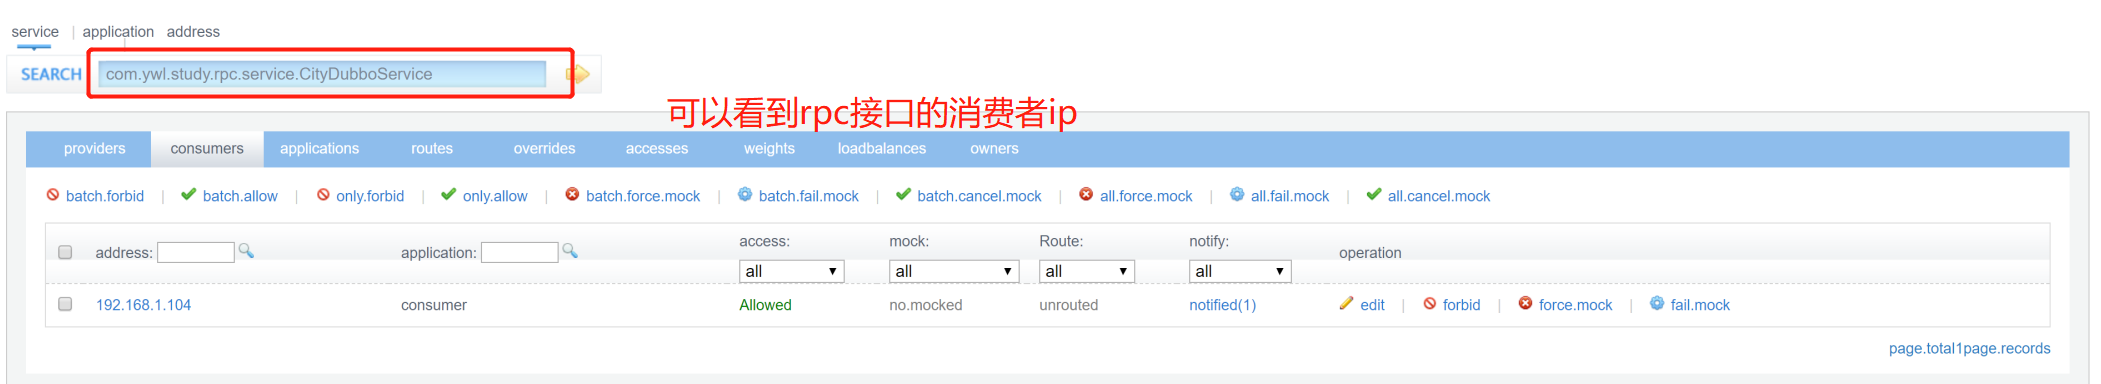 service | application address
SEARCH com.ywl.study.rpc.service.CityDubboService
可以看到rpc接口的消费者ip
providers consumers applications routes overrides accesses weights loadbalances owners
batch.forbid | batch.allow | only.forbid | only.allow | batch.force.mock | batch.fail.mock | batch.cancel.mock | all.force.mock | all.fail.mock | all.cancel.mock
address: application: access: mock: Route: notify: operation
all all all all
192.168.1.104 consumer Allowed no.mocked unrouted notified(1) edit | forbid | force.mock | fail.mock
page.total1page.records